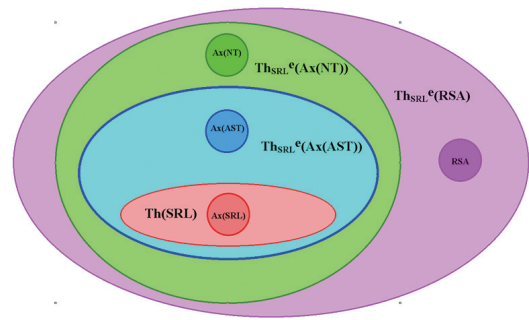 Ax(NT)
Th_SRL^e(Ax(NT))
Th_SRL^e(RSA)
Ax(AST)
Th_SRL^e(Ax(AST))
RSA
Th(SRL)
Ax(SRL)